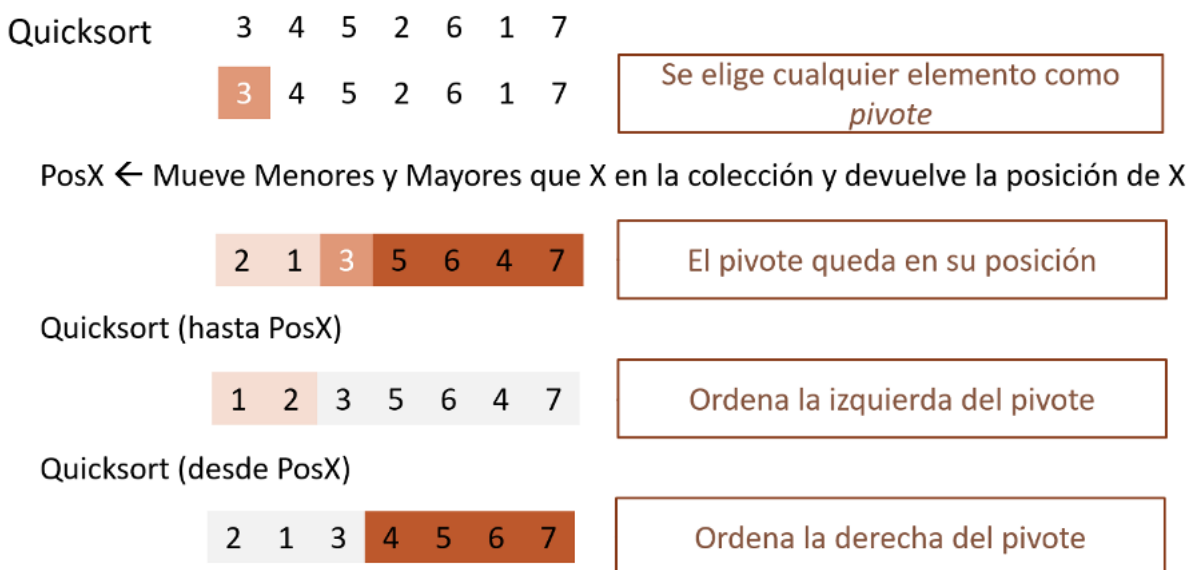 Quicksort 3 4 5 2 6 1 7
3 4 5 2 6 1 7
Se elige cualquier elemento como
pivote
PosX ← Mueve Menores y Mayores que X en la colección y devuelve la posición de X
2 1 3 5 6 4 7
El pivote queda en su posición
Quicksort (hasta PosX)
1 2 3 5 6 4 7
Ordena la izquierda del pivote
Quicksort (desde PosX)
2 1 3 4 5 6 7
Ordena la derecha del pivote